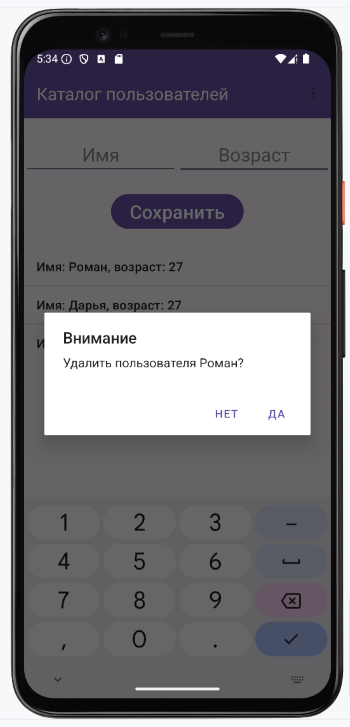 5:34
Каталог пользователей
Имя Возраст
Сохранить
Имя: Роман, возраст: 27
Имя: Дарья, возраст: 27
И
Внимание
Удалить пользователя Роман?
НЕТ ДА
1 2 3 –
4 5 6
7 8 9
, 0 .